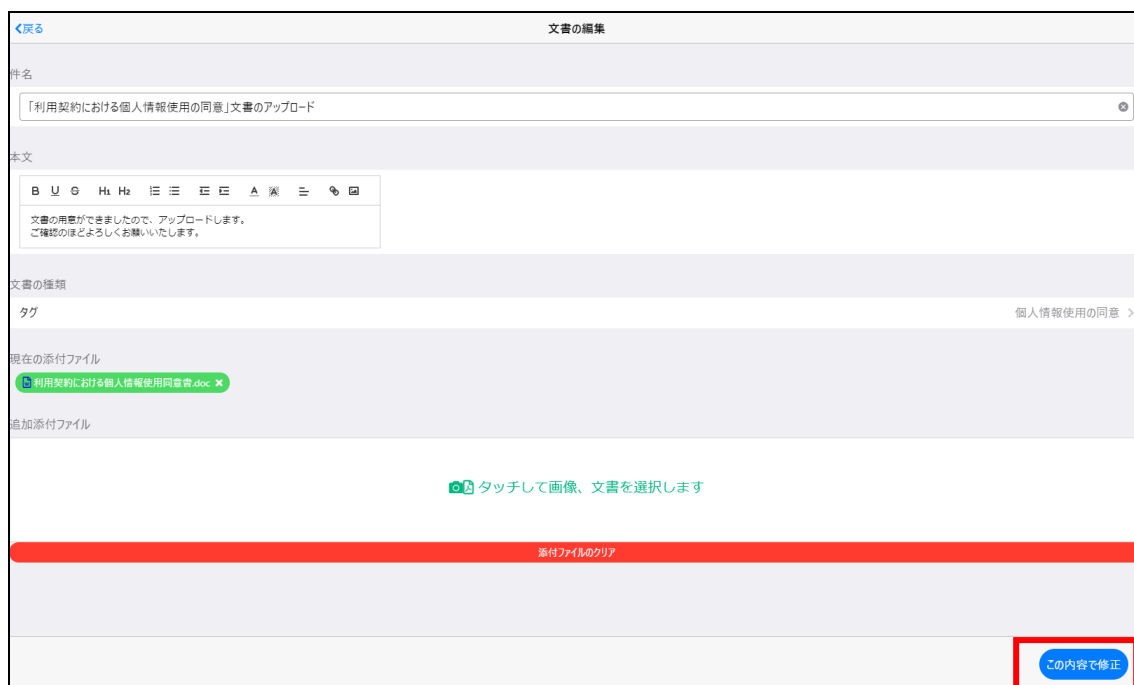 戻る
文書の編集
件名
「利用契約における個人情報使用の同意」文書のアップロード
本文
B U S H1 H2 A A
文書の用意ができましたので、アップロードします。
ご確認のほどよろしくお願いいたします。
文書の種類
タグ 個人情報使用の同意
現在の添付ファイル
利用契約における個人情報使用同意書.doc
追加添付ファイル
タッチして画像、文書を選択します
添付ファイルのクリア
この内容で修正